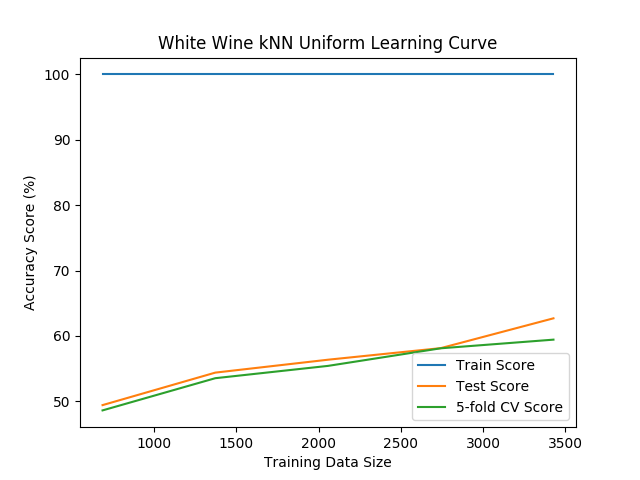 White Wine kNN Uniform Learning Curve
Accuracy Score (%)
100
90
80
70
60
50
Train Score
Test Score
5-fold CV Score
1000 1500 2000 2500 3000 3500
Training Data Size